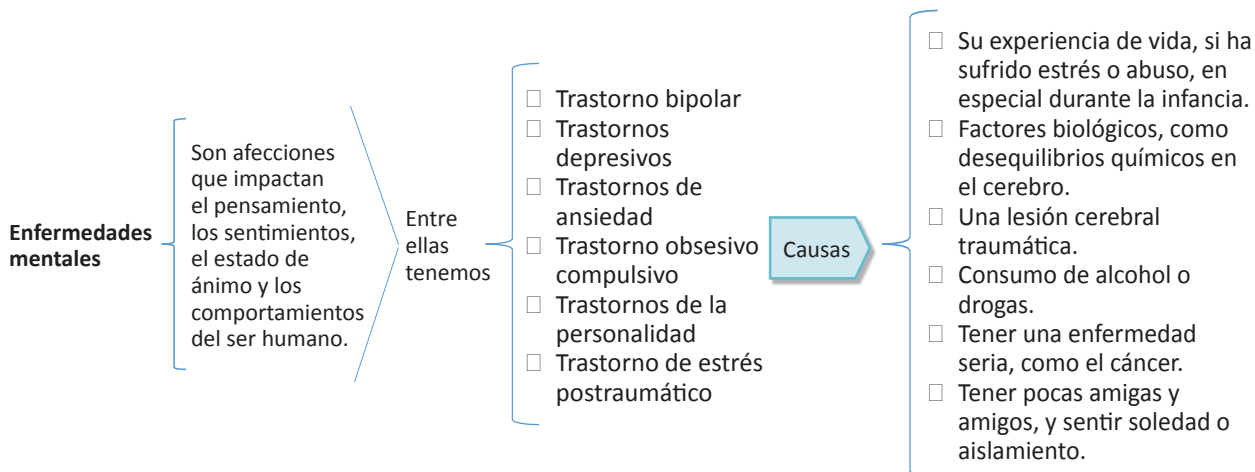 Enfermedades
mentales
Son afecciones
que impactan
el pensamiento,
los sentimientos,
el estado de
ánimo y los
comportamientos
del ser humano.
Entre
ellas
tenemos
□ Trastorno bipolar
□ Trastornos
depresivos
□ Trastornos de
ansiedad
□ Trastorno obsesivo
compulsivo
□ Trastornos de la
personalidad
□ Trastorno de estrés
postraumático
Causas
□ Su experiencia de vida, si ha
sufrido estrés o abuso, en
especial durante la infancia.
□ Factores biológicos, como
desequilibrios químicos en
el cerebro.
□ Una lesión cerebral
traumática.
□ Consumo de alcohol o
drogas.
□ Tener una enfermedad
seria, como el cáncer.
□ Tener pocas amigas y
amigos, y sentir soledad o
aislamiento.